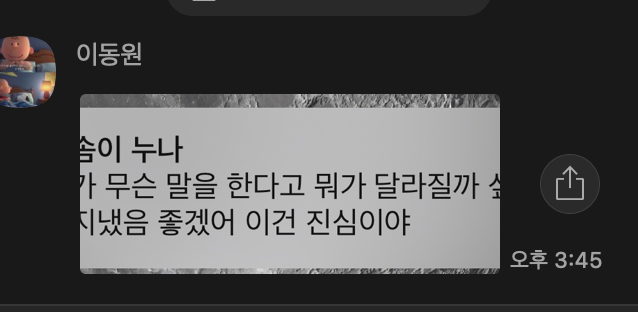 이동원
솜이 누나
가 무슨 말을 한다고 뭐가 달라질까
지냈음 좋겠어 이건 진심이야
오후 3:45